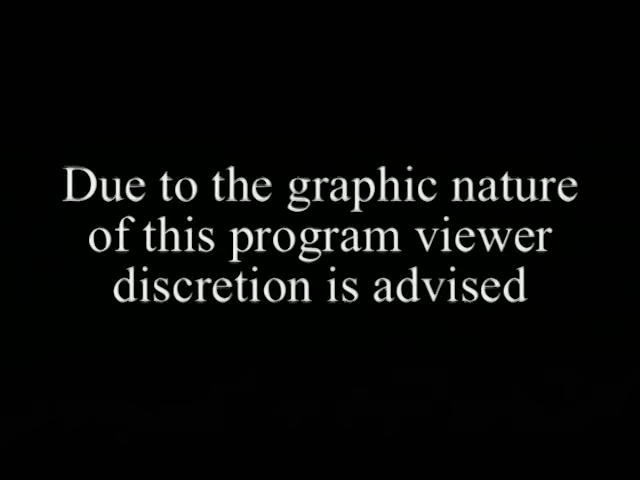 Due to the graphic nature
of this program viewer
discretion is advised